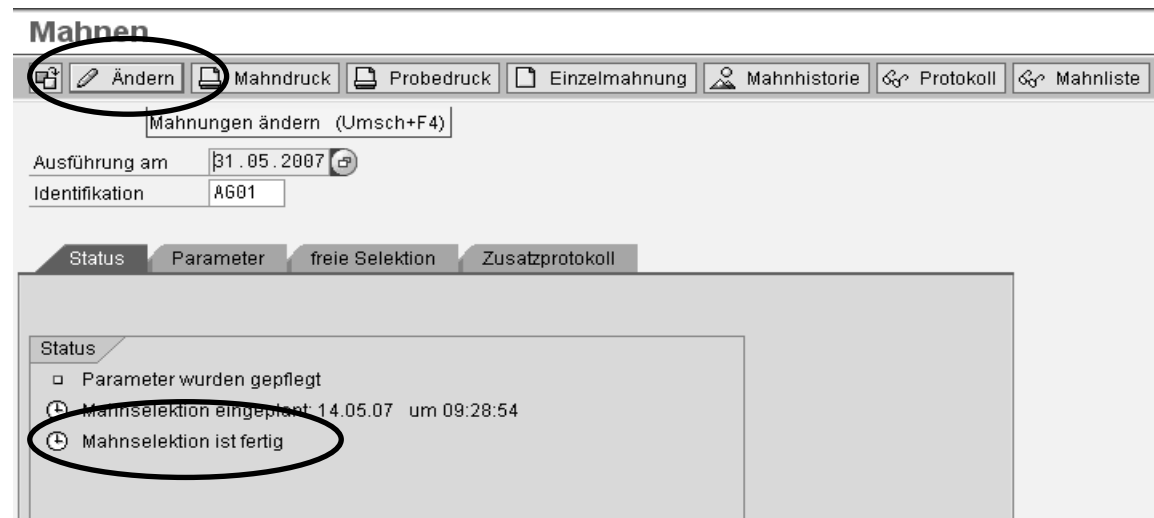 Mahnen
Ändern Mahndruck Probedruck Einzelmahnung Mahnhistorie Protokoll Mahnliste
Mahnungen ändern (Umsch+F4)
Ausführung am 31.05.2007
Identifikation AG01
Status Parameter freie Selektion Zusatzprotokoll
Status
Parameter wurden gepflegt
Mahnselektion eingeplant: 14.05.07 um 09:28:54
Mahnselektion ist fertig